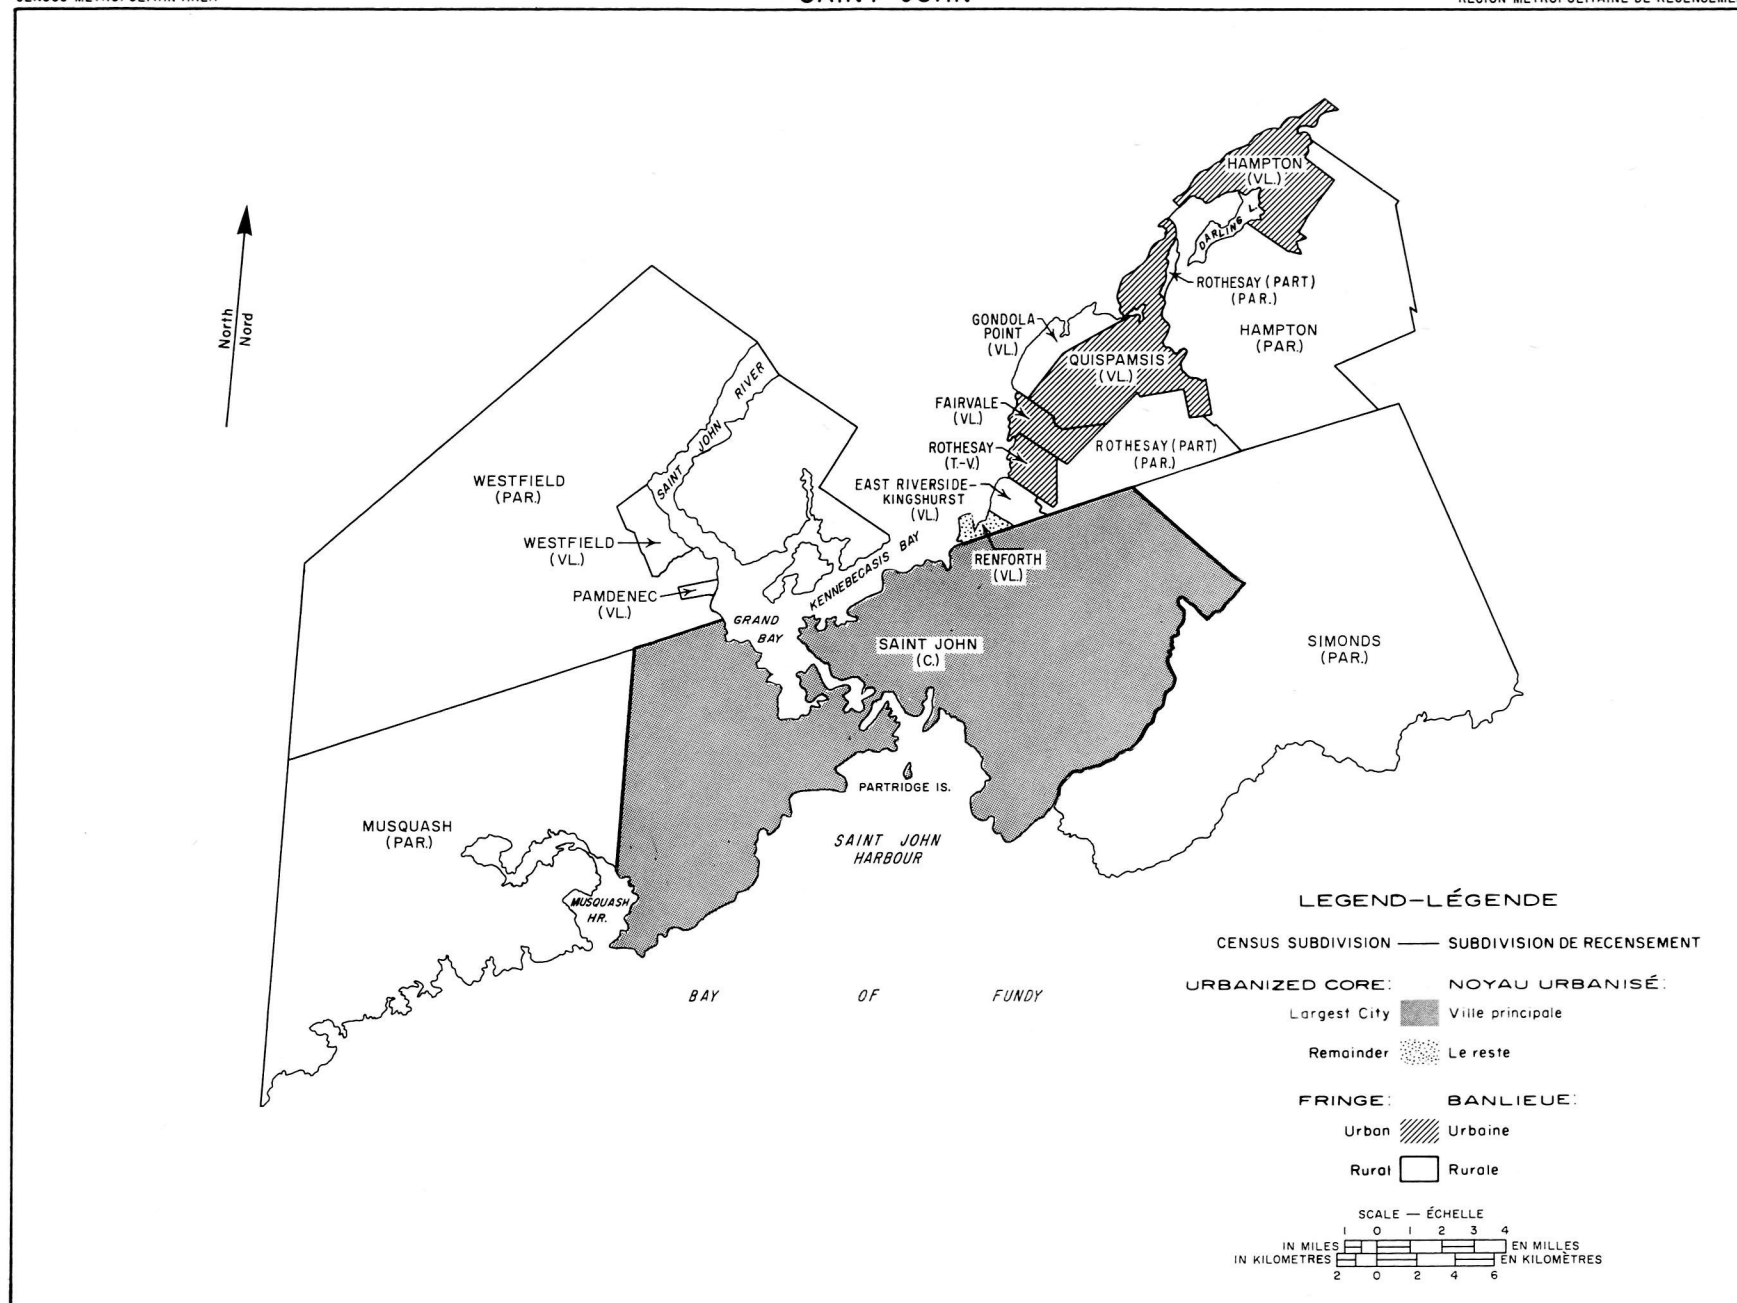 SAINT JOHN
North
Nord
HAMPTON
(VL.)
DARLING L.
ROTHESAY (PART)
(PAR.)
HAMPTON
(PAR.)
GONDOLA
POINT
(VL.)
QUISPAMSIS
(VL.)
FAIRVALE
(VL.)
ROTHESAY
(T.-V.)
ROTHESAY (PART)
(PAR.)
EAST RIVERSIDE-
KINGSHURST
(VL.)
RENFORTH
(VL.)
SAINT JOHN RIVER
WESTFIELD
(PAR.)
WESTFIELD
(VL.)
PAMDENEC
(VL.)
KENNEBECASIS BAY
GRAND
BAY
SAINT JOHN
(C.)
SIMONDS
(PAR.)
PARTRIDGE IS.
MUSQUASH
(PAR.)
SAINT JOHN
HARBOUR
MUSQUASH
HR.
BAY OF FUNDY
LEGEND–LÉGENDE
CENSUS SUBDIVISION — SUBDIVISION DE RECENSEMENT
URBANIZED CORE: NOYAU URBANISÉ:
Largest City Ville principale
Remainder Le reste
FRINGE: BANLIEUE:
Urban Urbaine
Rural Rurale
SCALE — ÉCHELLE
1 0 1 2 3 4
IN MILES EN MILLES
IN KILOMETRES EN KILOMÈTRES
2 0 2 4 6